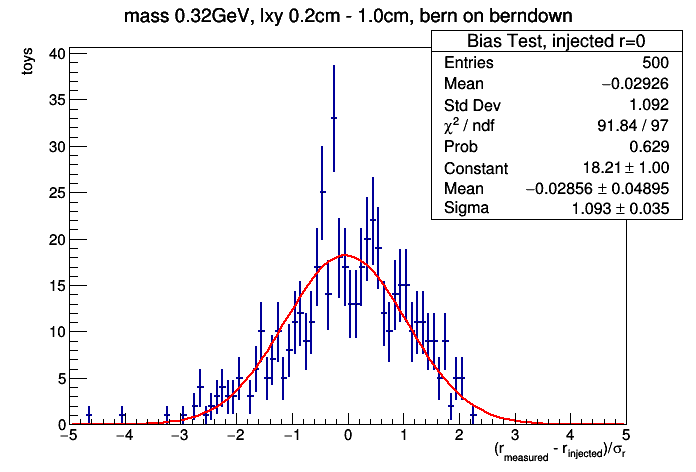 mass 0.32GeV, lxy 0.2cm - 1.0cm, bern on berndown
Bias Test, injected r=0
Entries 500
Mean −0.02926
Std Dev 1.092
χ² / ndf 91.84 / 97
Prob 0.629
Constant 18.21 ± 1.00
Mean −0.02856 ± 0.04895
Sigma 1.093 ± 0.035
toys
40
35
30
25
20
15
10
5
0
−5 −4 −3 −2 −1 0 1 2 3 4 5
(r_measured - r_injected)/σ_r